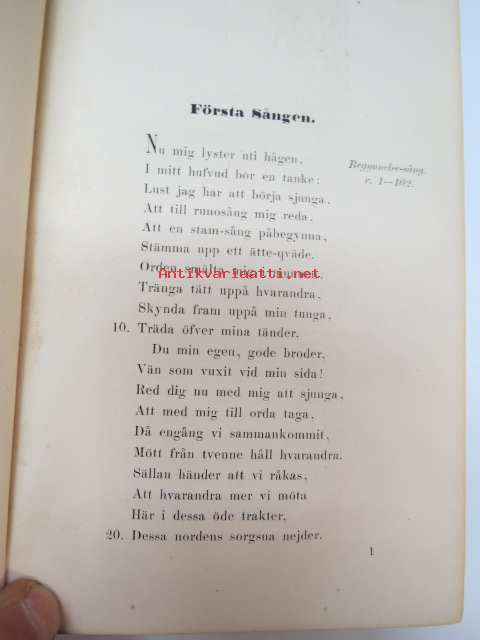 Första Sången.
Nu mig lyster uti hågen,
I mitt hufvud bor en tanke:
Lust jag har att börja sjunga,
Att till runosång mig reda,
Att en stam-sång påbegynna,
Stämma upp ett ätte-qväde.
Orden smälta mig i
Tränga tätt uppå hvarandra,
Skynda fram uppå min tunga,
10. Träda öfver mina tänder.
Du min egen, gode broder.
Vän som vuxit vid min sida!
Red dig nu med mig att sjunga,
Att med mig till orda taga,
Då engång vi sammankommit,
Mött från tvenne håll hvarandra.
Sällan händer att vi råkas,
Att hvarandra mer vi möta
Här i dessa öde trakter,
20. Dessa nordens sorgsna nejder.
v. 1—102.
Antikvariaatti.net
1